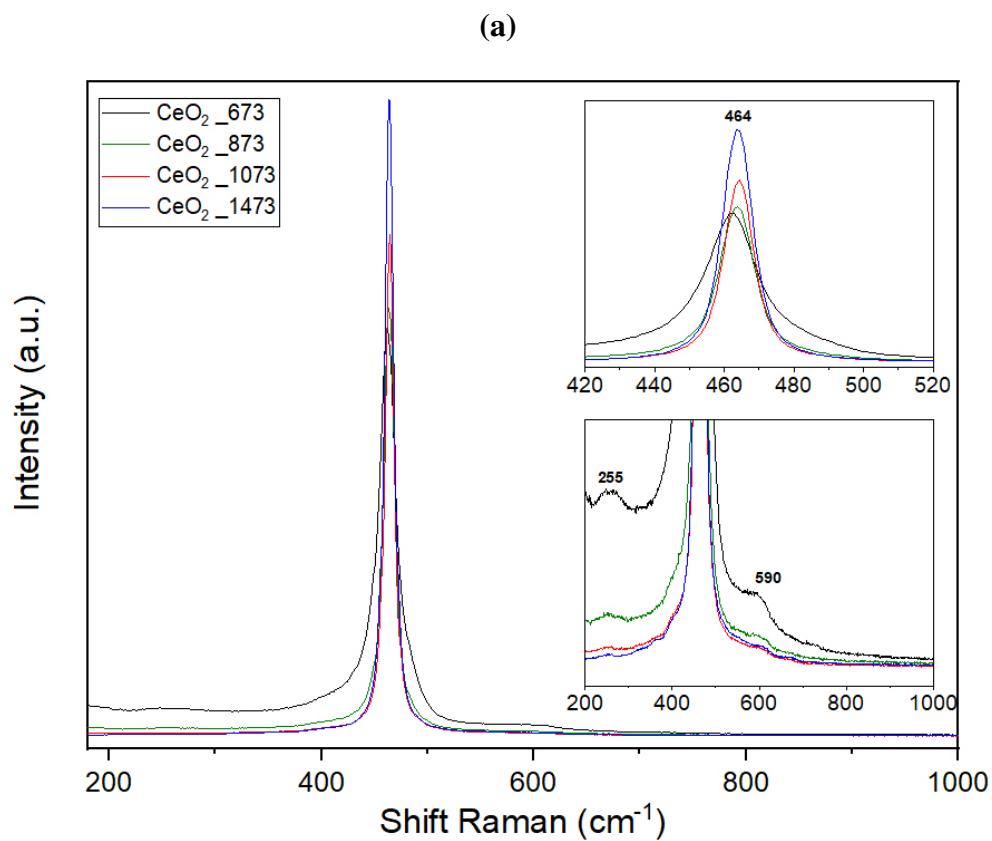 (a)
CeO2 _673
CeO2 _873
CeO2 _1073
CeO2 _1473
464
420 440 460 480 500 520
255
590
200 400 600 800 1000
Intensity (a.u.)
200 400 600 800 1000
Shift Raman (cm-1)